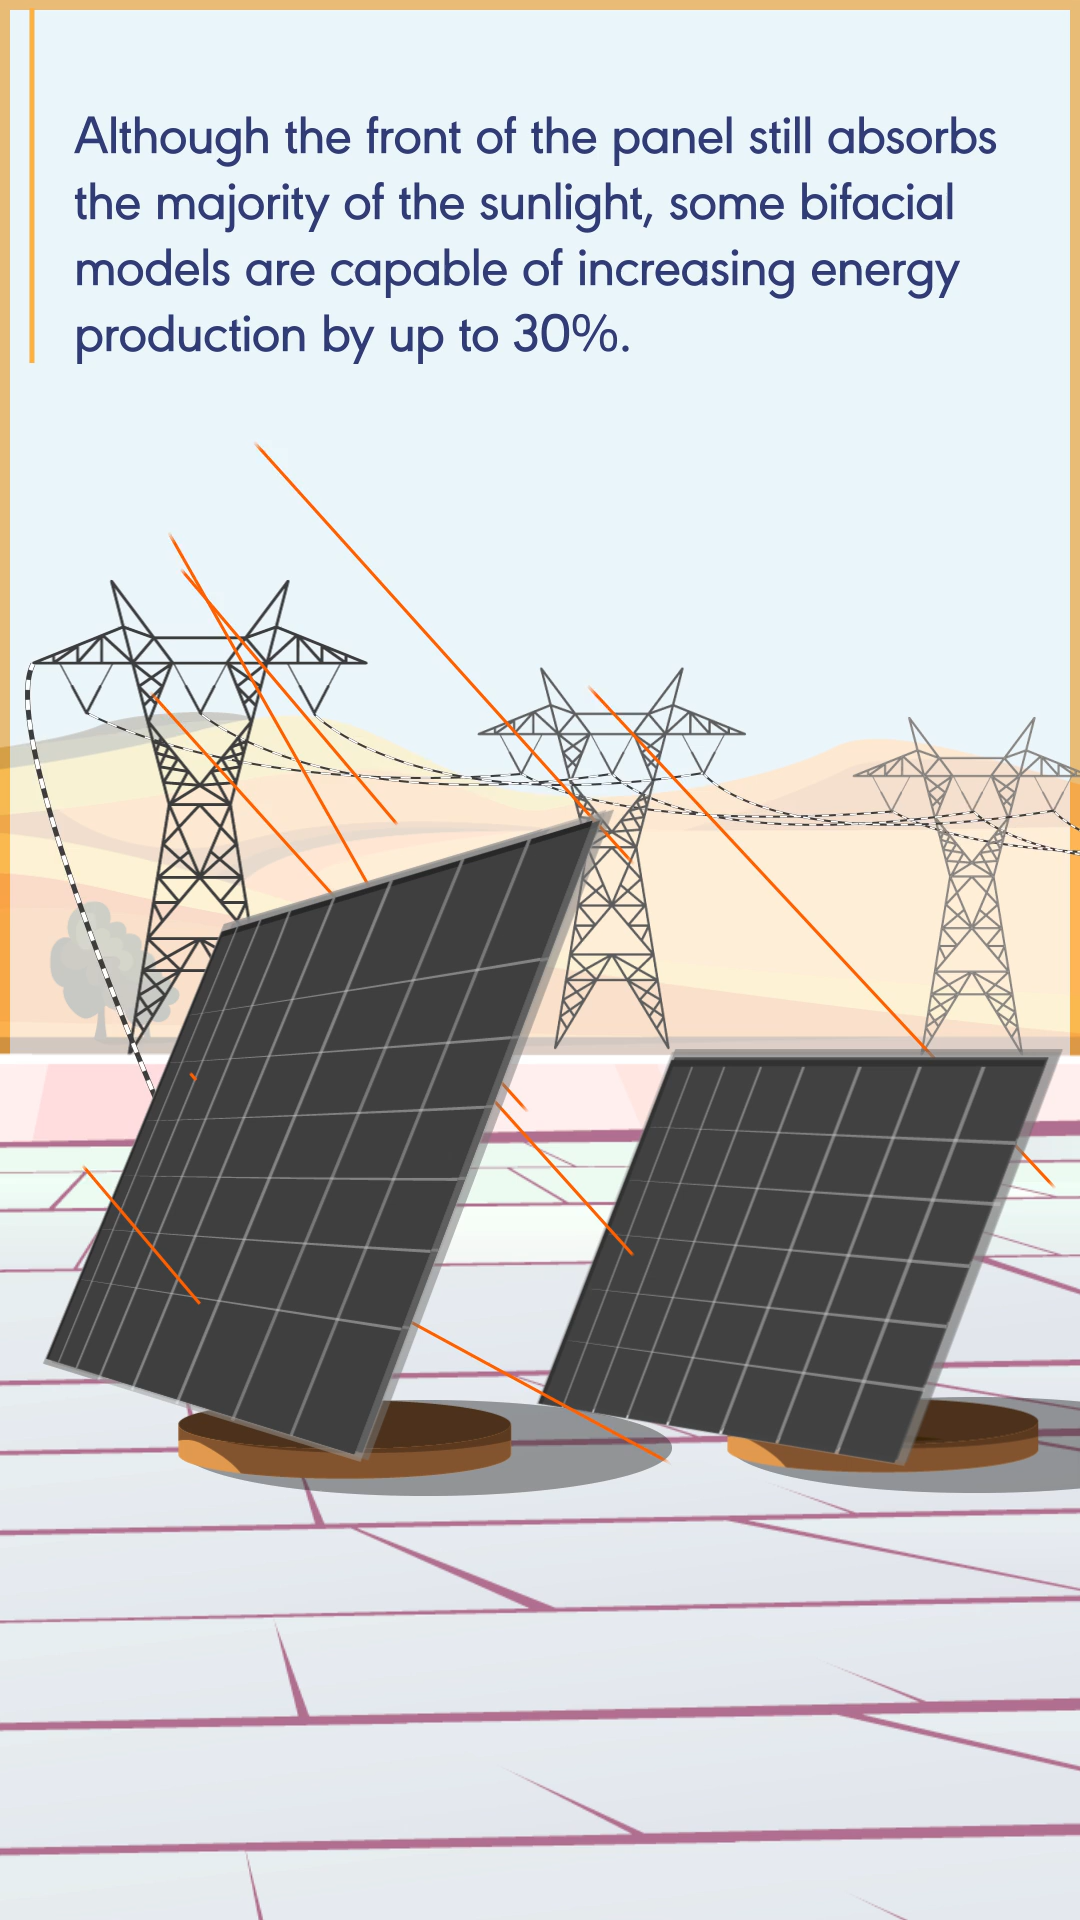 Although the front of the panel still absorbs
the majority of the sunlight, some bifacial
models are capable of increasing energy
production by up to 30%.